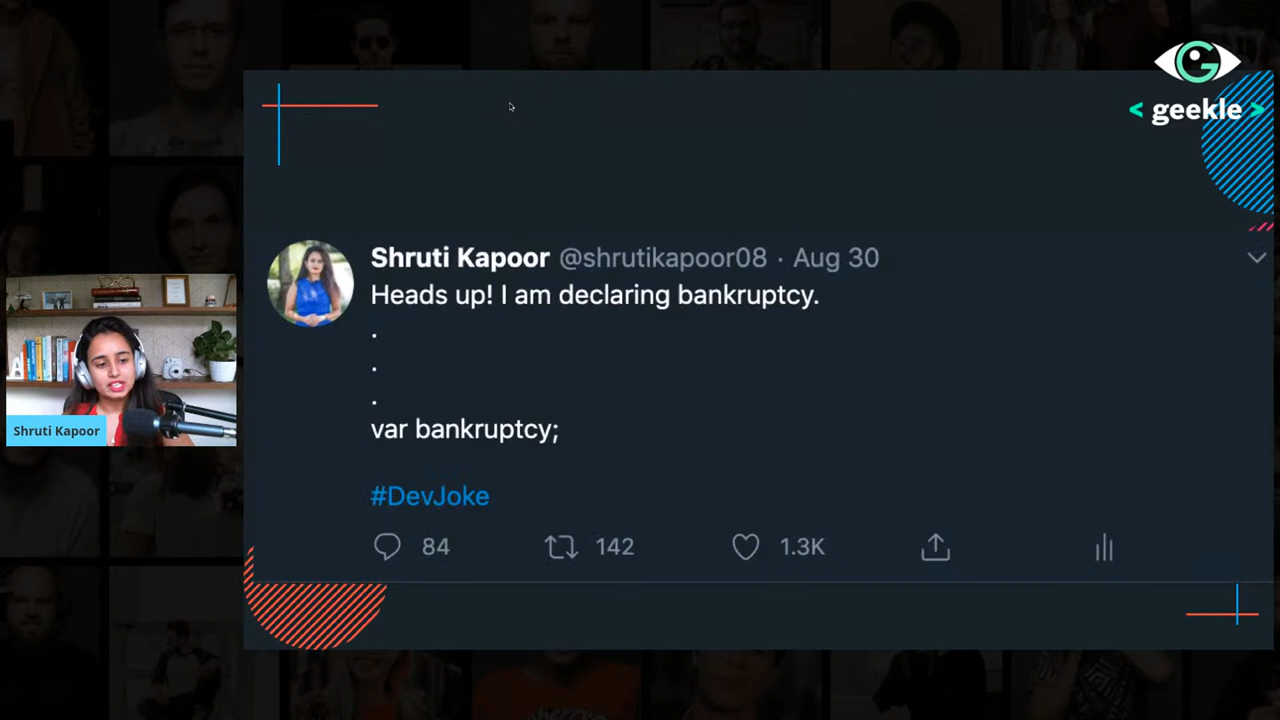 < geekle >
Shruti Kapoor @shrutikapoor08 · Aug 30
Heads up! I am declaring bankruptcy.
.
.
.
var bankruptcy;
#DevJoke
84 142 1.3K
Shruti Kapoor